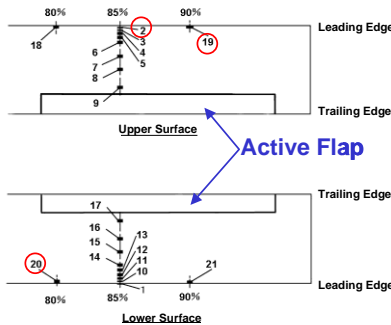 80% 85% 90%
Leading Edge
2
18 3 19
4
6 5
7
8
9
Trailing Edge
Upper Surface
Active Flap
Trailing Edge
17
16
13
15 12
14 11
20 10 21
Leading Edge
1
80% 85% 90%
Lower Surface